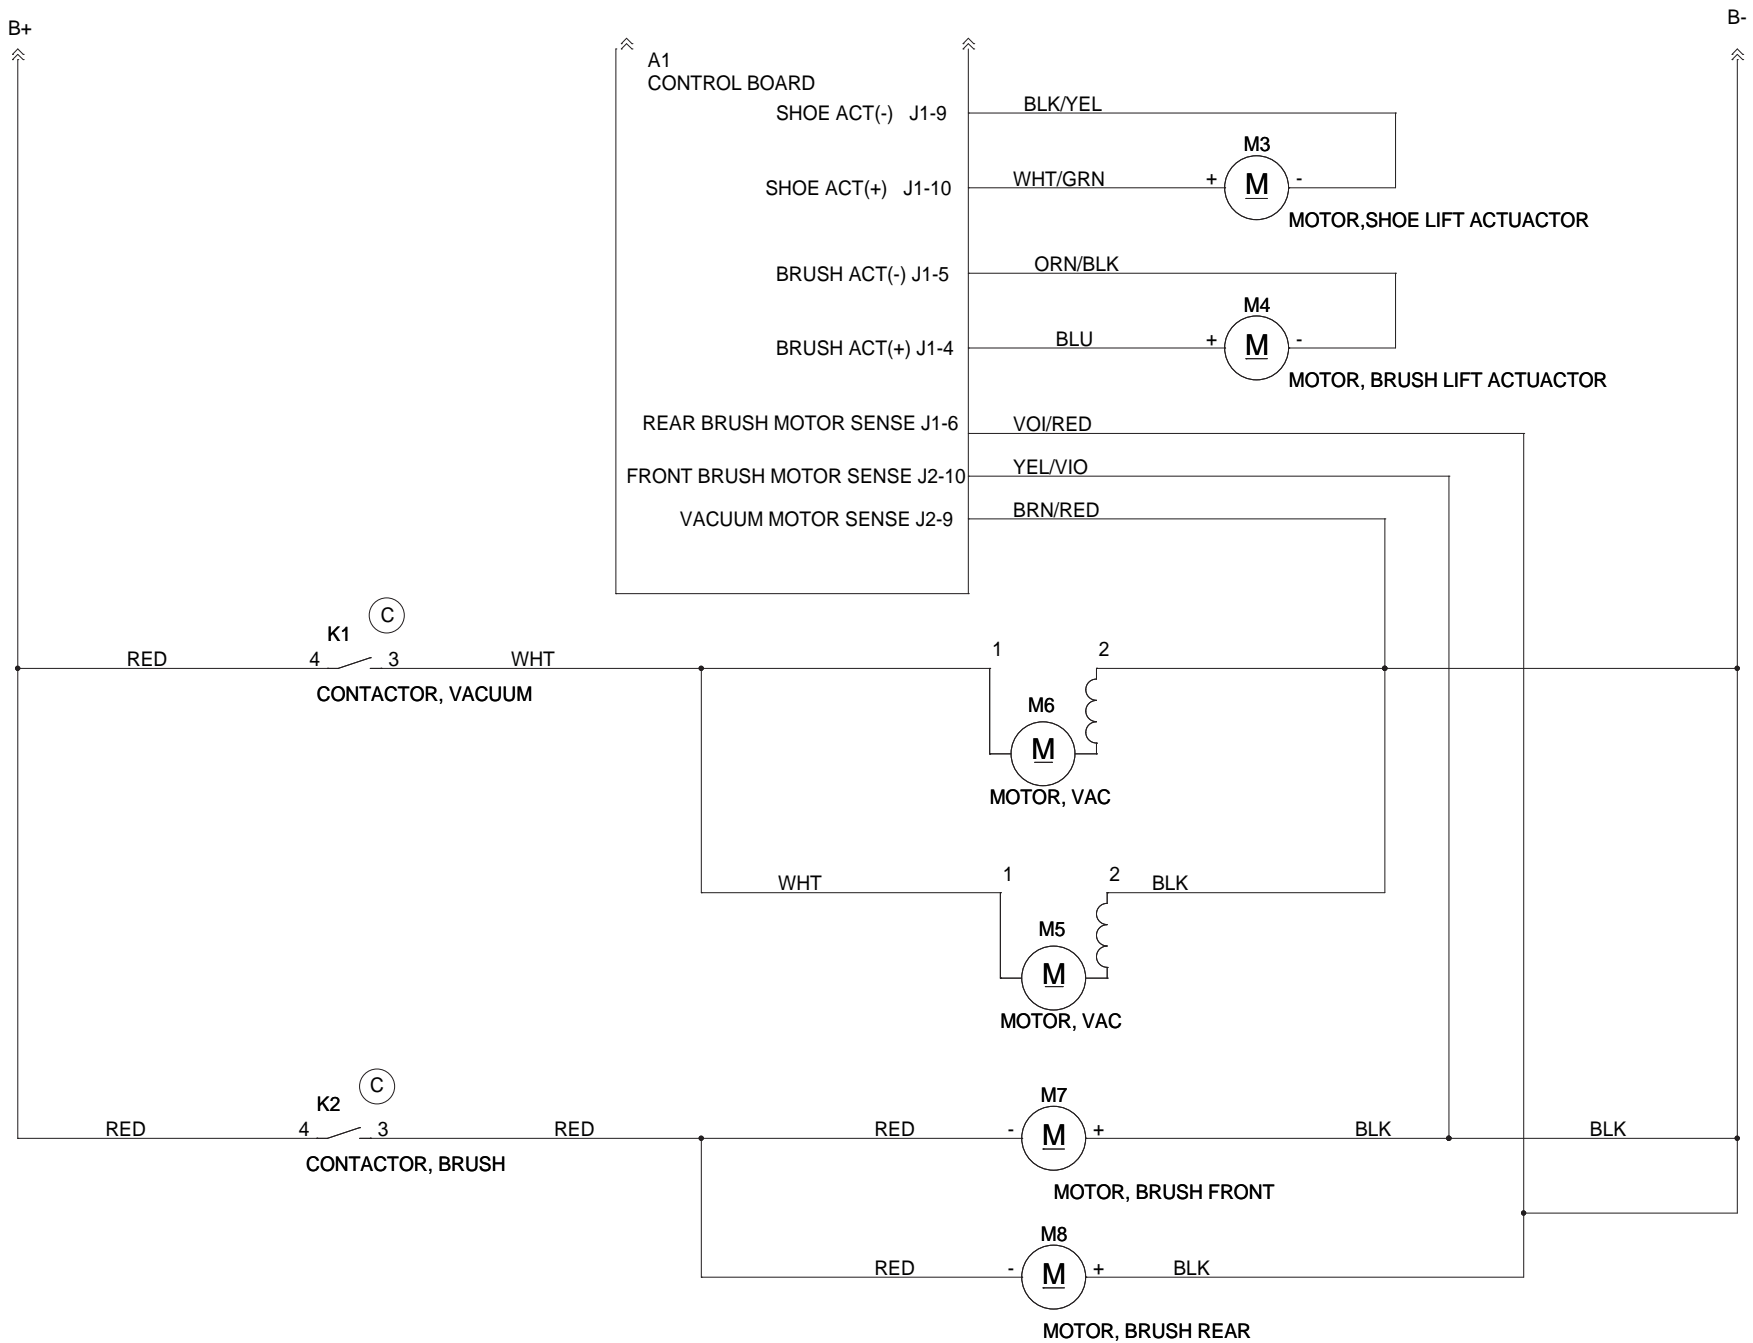 B+
B-
A1
CONTROL BOARD
SHOE ACT(-) J1-9
BLK/YEL
M3
SHOE ACT(+) J1-10
WHT/GRN
+ M -
MOTOR,SHOE LIFT ACTUACTOR
BRUSH ACT(-) J1-5
ORN/BLK
M4
BRUSH ACT(+) J1-4
BLU
+ M -
MOTOR, BRUSH LIFT ACTUACTOR
REAR BRUSH MOTOR SENSE J1-6
VOI/RED
FRONT BRUSH MOTOR SENSE J2-10
YEL/VIO
VACUUM MOTOR SENSE J2-9
BRN/RED
C
K1
RED
4 3
WHT
CONTACTOR, VACUUM
1 2
M6
M
MOTOR, VAC
WHT
1 2
BLK
M5
M
MOTOR, VAC
C
K2
RED
4 3
RED
CONTACTOR, BRUSH
M7
RED
- M +
BLK
BLK
MOTOR, BRUSH FRONT
M8
RED
- M +
BLK
MOTOR, BRUSH REAR